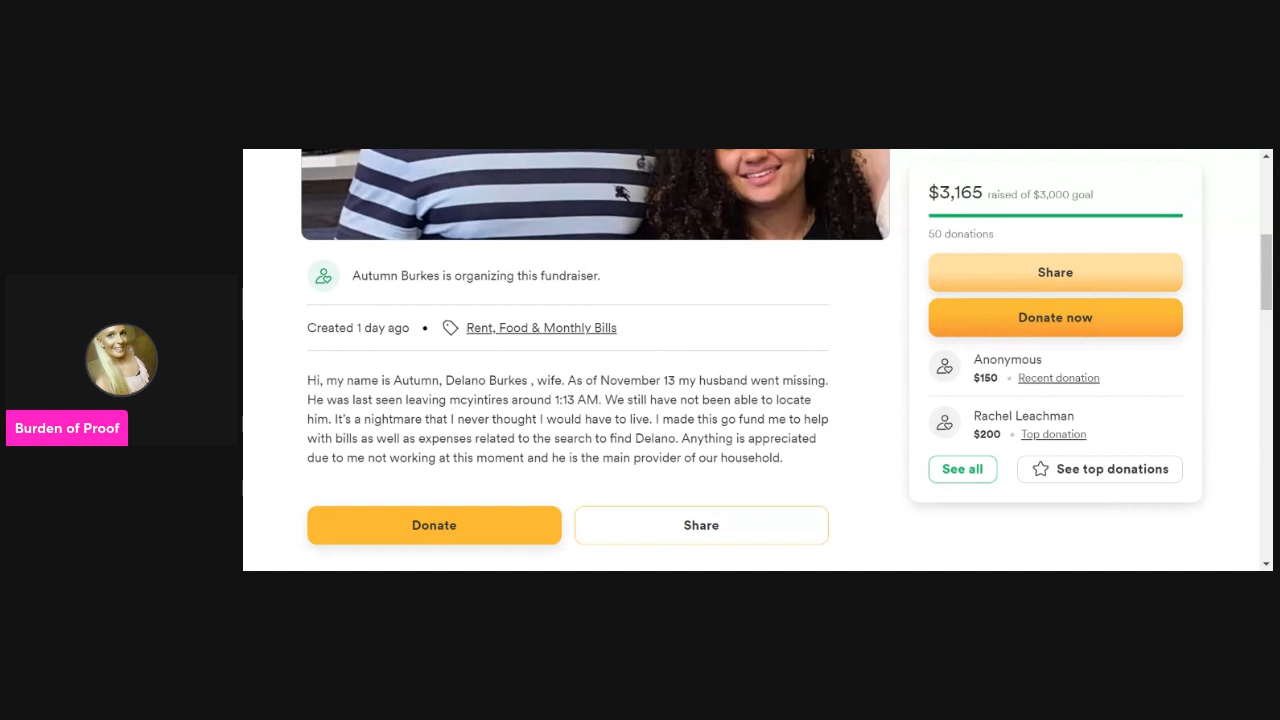 Burden of Proof
Autumn Burkes is organizing this fundraiser.
Created 1 day ago • Rent, Food & Monthly Bills
Hi, my name is Autumn, Delano Burkes , wife. As of November 13 my husband went missing.
He was last seen leaving mcyintires around 1:13 AM. We still have not been able to locate
him. It's a nightmare that I never thought I would have to live. I made this go fund me to help
with bills as well as expenses related to the search to find Delano. Anything is appreciated
due to me not working at this moment and he is the main provider of our household.
Donate
Share
$3,165 raised of $3,000 goal
50 donations
Share
Donate now
Anonymous
$150 • Recent donation
Rachel Leachman
$200 • Top donation
See all
See top donations